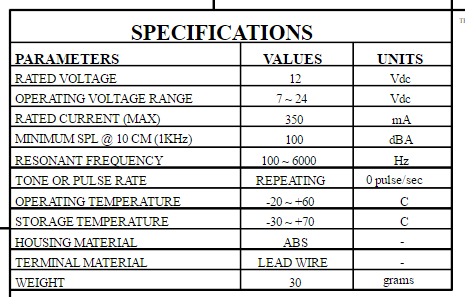 SPECIFICATIONS
PARAMETERS VALUES UNITS
RATED VOLTAGE 12 Vdc
OPERATING VOLTAGE RANGE 7 ~ 24 Vdc
RATED CURRENT (MAX) 350 mA
MINIMUM SPL @ 10 CM (1KHz) 100 dBA
RESONANT FREQUENCY 100 ~ 6000 Hz
TONE OR PULSE RATE REPEATING 0 pulse/sec
OPERATING TEMPERATURE -20 ~ +60 C
STORAGE TEMPERATURE -30 ~ +70 C
HOUSING MATERIAL ABS -
TERMINAL MATERIAL LEAD WIRE -
WEIGHT 30 grams